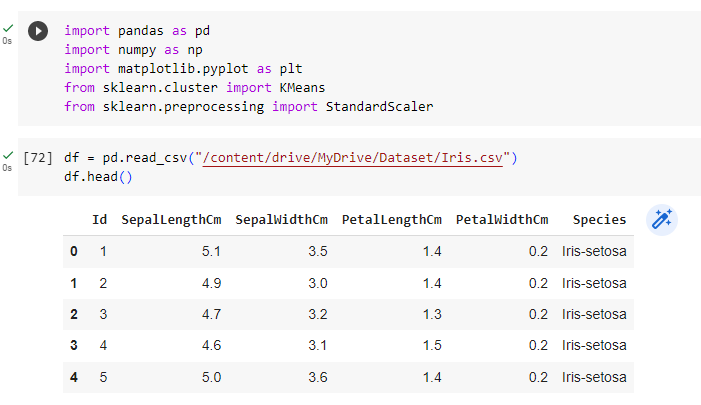 0s
import pandas as pd
import numpy as np
import matplotlib.pyplot as plt
from sklearn.cluster import KMeans
from sklearn.preprocessing import StandardScaler
0s
[72] df = pd.read_csv("/content/drive/MyDrive/Dataset/Iris.csv")
df.head()
Id SepalLengthCm SepalWidthCm PetalLengthCm PetalWidthCm Species
0 1 5.1 3.5 1.4 0.2 Iris-setosa
1 2 4.9 3.0 1.4 0.2 Iris-setosa
2 3 4.7 3.2 1.3 0.2 Iris-setosa
3 4 4.6 3.1 1.5 0.2 Iris-setosa
4 5 5.0 3.6 1.4 0.2 Iris-setosa